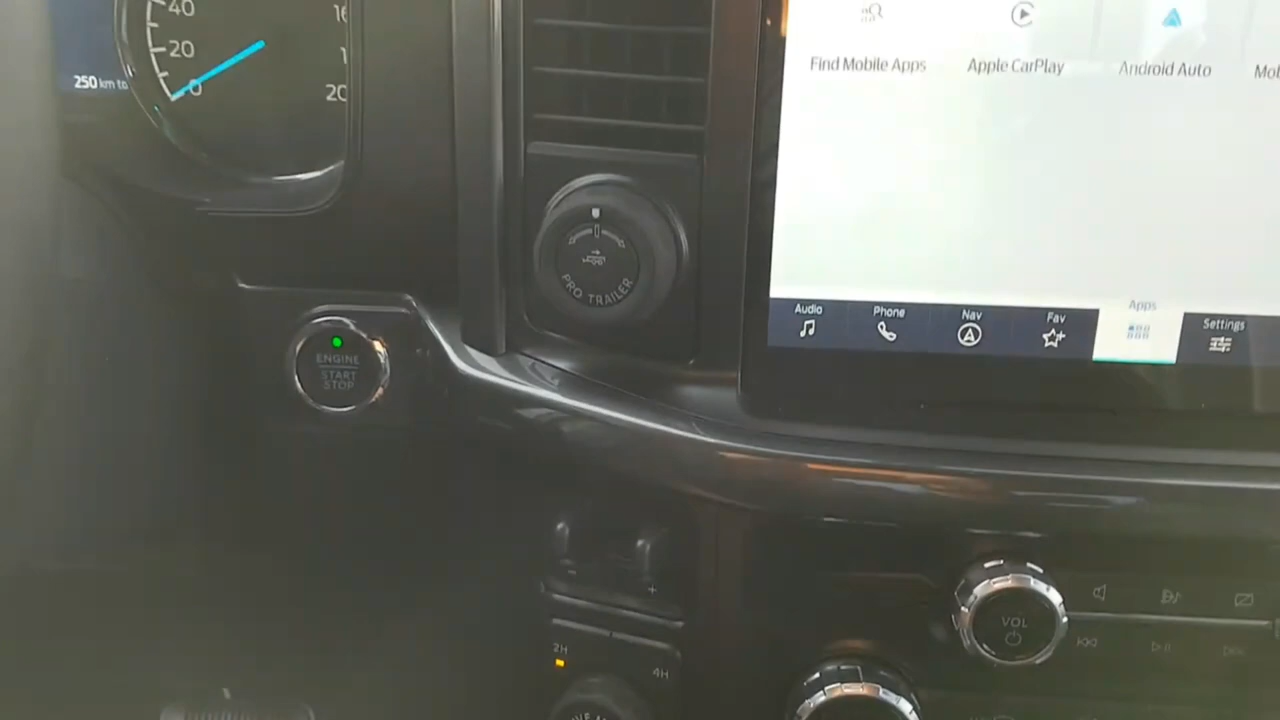 40
20
0
250 km to
16
1
20
Find Mobile Apps
Apple CarPlay
Android Auto
Mob
PRO TRAILER
Audio
Phone
Nav
Fav
Apps
Settings
ENGINE
START
STOP
- +
VOL
2H
4H